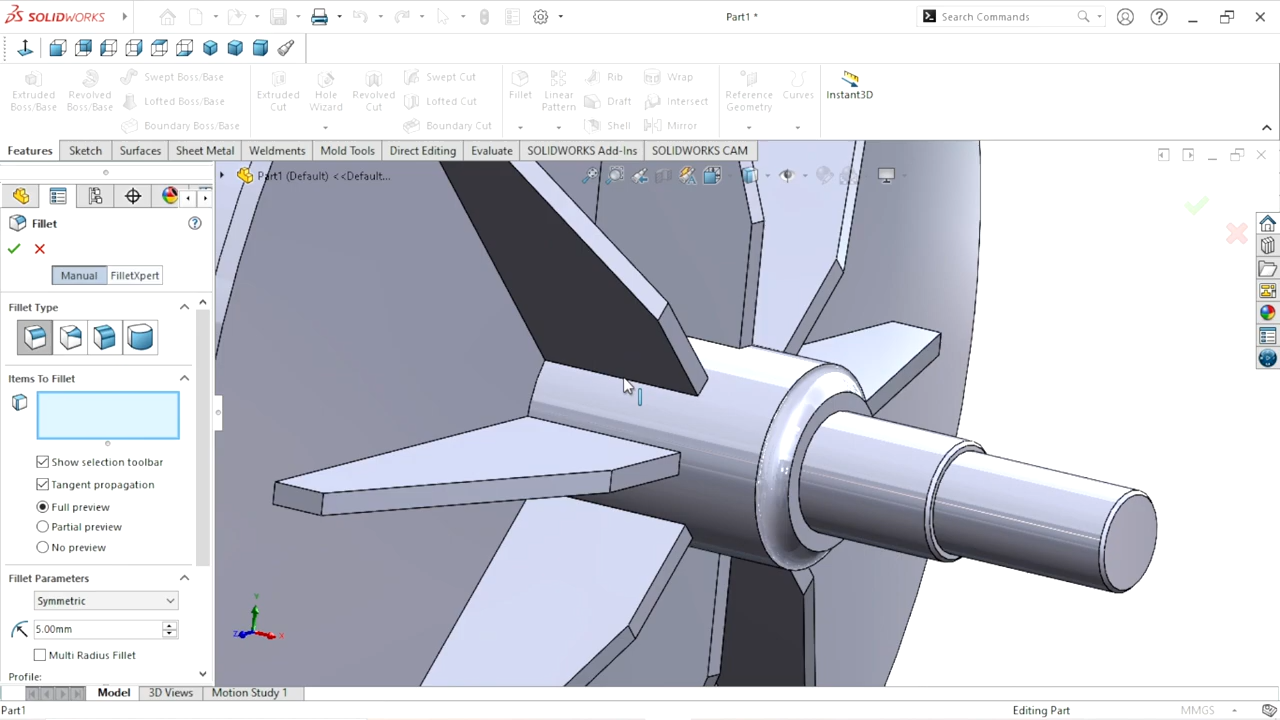 SOLIDWORKS
Part1 *
Search Commands
Extruded Boss/Base
Revolved Boss/Base
Swept Boss/Base
Lofted Boss/Base
Boundary Boss/Base
Extruded Cut
Hole Wizard
Revolved Cut
Swept Cut
Lofted Cut
Boundary Cut
Fillet
Linear Pattern
Rib
Draft
Shell
Wrap
Intersect
Mirror
Reference Geometry
Curves
Instant3D
Features
Sketch
Surfaces
Sheet Metal
Weldments
Mold Tools
Direct Editing
Evaluate
SOLIDWORKS Add-Ins
SOLIDWORKS CAM
Part1 (Default) <<Default...
Fillet
Manual
FilletXpert
Fillet Type
Items To Fillet
Show selection toolbar
Tangent propagation
Full preview
Partial preview
No preview
Fillet Parameters
Symmetric
5.00mm
Multi Radius Fillet
Profile:
Y
Z
X
Model
3D Views
Motion Study 1
Part1
Editing Part
MMGS